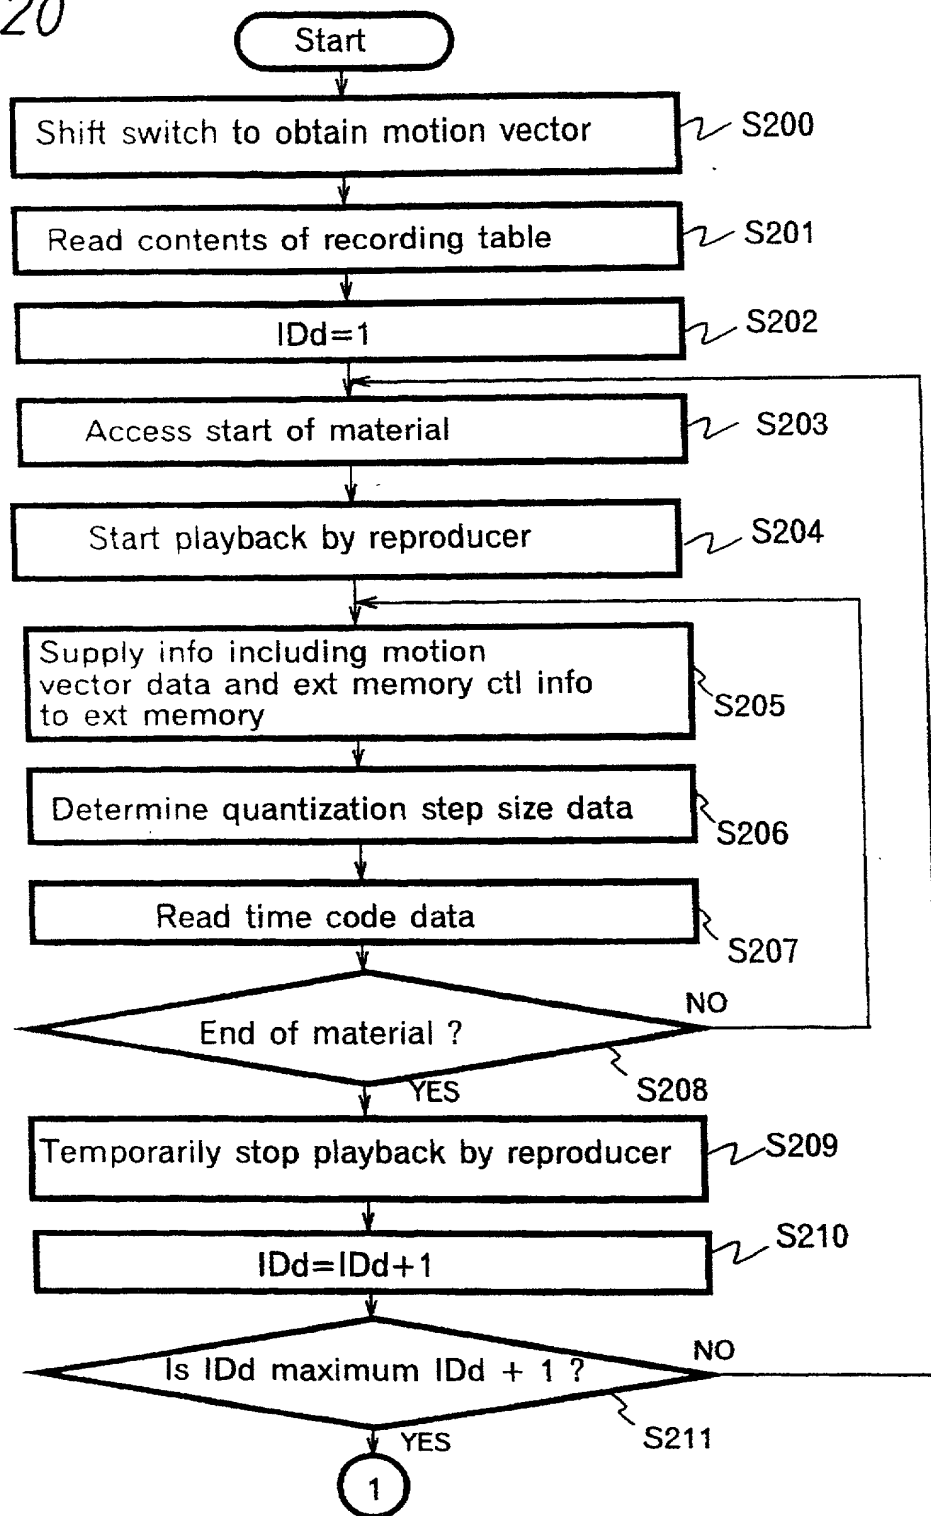 20
Start
Shift switch to obtain motion vector
S200
Read contents of recording table
S201
IDd=1
S202
Access start of material
S203
Start playback by reproducer
S204
Supply info including motion
vector data and ext memory ctl info
to ext memory
S205
Determine quantization step size data
S206
Read time code data
S207
End of material ?
NO
S208
YES
Temporarily stop playback by reproducer
S209
IDd=IDd+1
S210
Is IDd maximum IDd + 1 ?
NO
S211
YES
1